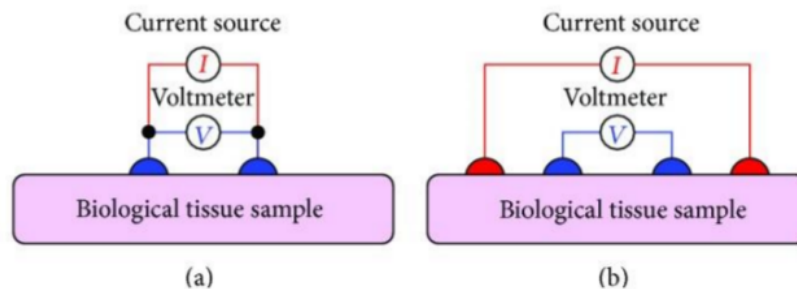 Current source
I
Voltmeter
V
Biological tissue sample
(a)
Current source
I
Voltmeter
V
Biological tissue sample
(b)